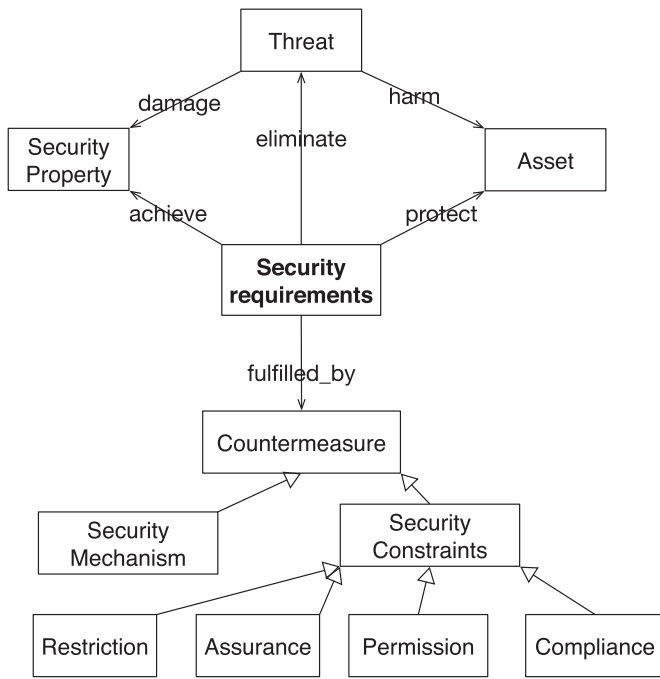 Threat
damage
harm
eliminate
Security
Property
Asset
achieve
protect
Security
requirements
fulfilled_by
Countermeasure
Security
Mechanism
Security
Constraints
Restriction
Assurance
Permission
Compliance